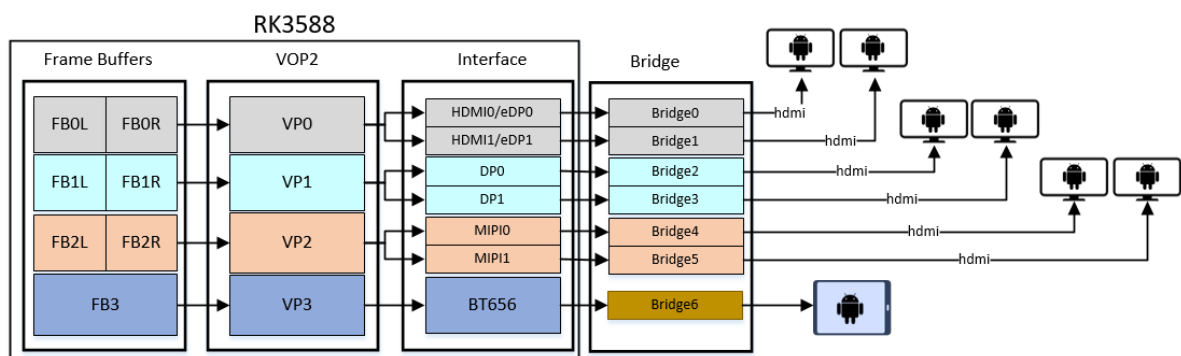 RK3588
Frame Buffers
VOP2
Interface
Bridge
FB0L
FB0R
VP0
HDMI0/eDP0
HDMI1/eDP1
Bridge0
Bridge1
hdmi
hdmi
FB1L
FB1R
VP1
DP0
DP1
Bridge2
Bridge3
hdmi
hdmi
FB2L
FB2R
VP2
MIPI0
MIPI1
Bridge4
Bridge5
hdmi
hdmi
FB3
VP3
BT656
Bridge6